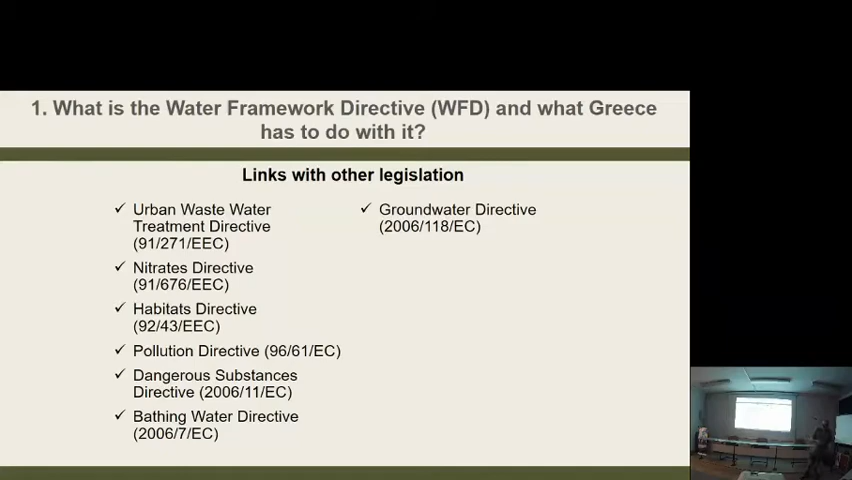 1. What is the Water Framework Directive (WFD) and what Greece
has to do with it?
Links with other legislation
Urban Waste Water
Treatment Directive
(91/271/EEC)
Nitrates Directive
(91/676/EEC)
Habitats Directive
(92/43/EEC)
Pollution Directive (96/61/EC)
Dangerous Substances
Directive (2006/11/EC)
Bathing Water Directive
(2006/7/EC)
Groundwater Directive
(2006/118/EC)